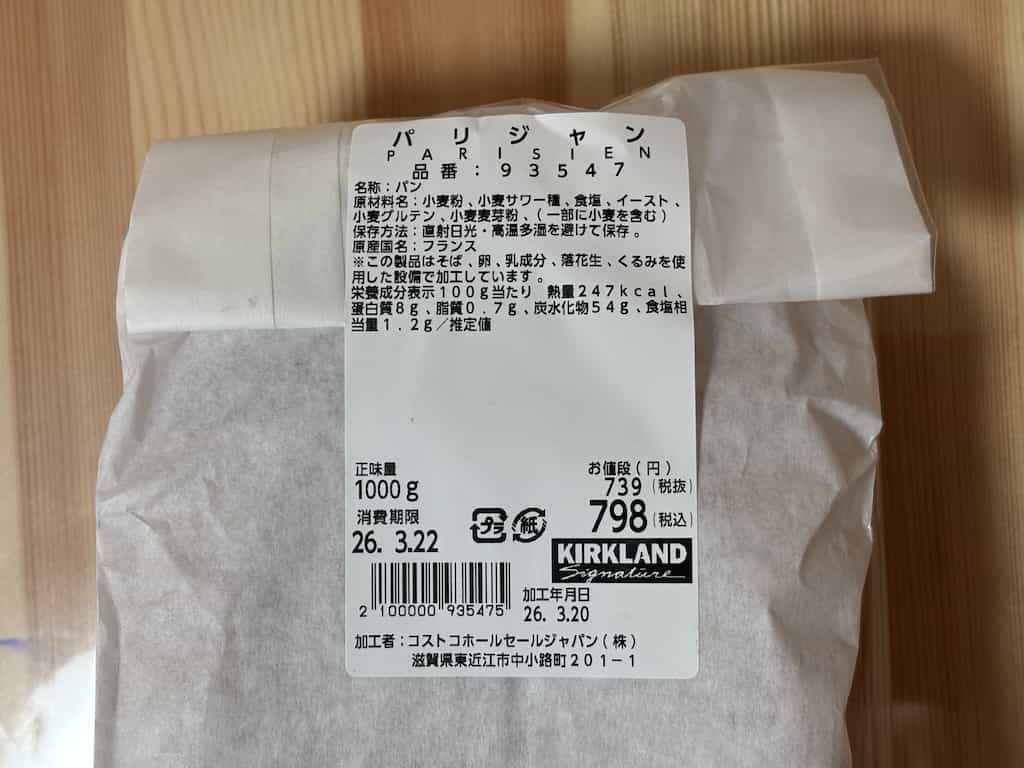 パリジャン
PARISIEN
品番：93547
名称：パン
原材料名：小麦粉、小麦サワー種、食塩、イースト、
小麦グルテン、小麦麦芽粉、（一部に小麦を含む）
保存方法：直射日光・高温多湿を避けて保存。
原産国名：フランス
※この製品はそば、卵、乳成分、落花生、くるみを使
用した設備で加工しています。
栄養成分表示100g当たり 熱量247kcal、
蛋白質8g、脂質0.7g、炭水化物54g、食塩相
当量1.2g／推定値
正味量 お値段(円)
1000g 739(税抜)
消費期限 プラ 紙 798(税込)
26. 3.22 KIRKLAND
Signature
加工年月日
2 100000 935475 26. 3.20
加工者：コストコホールセールジャパン(株)
滋賀県東近江市中小路町201-1